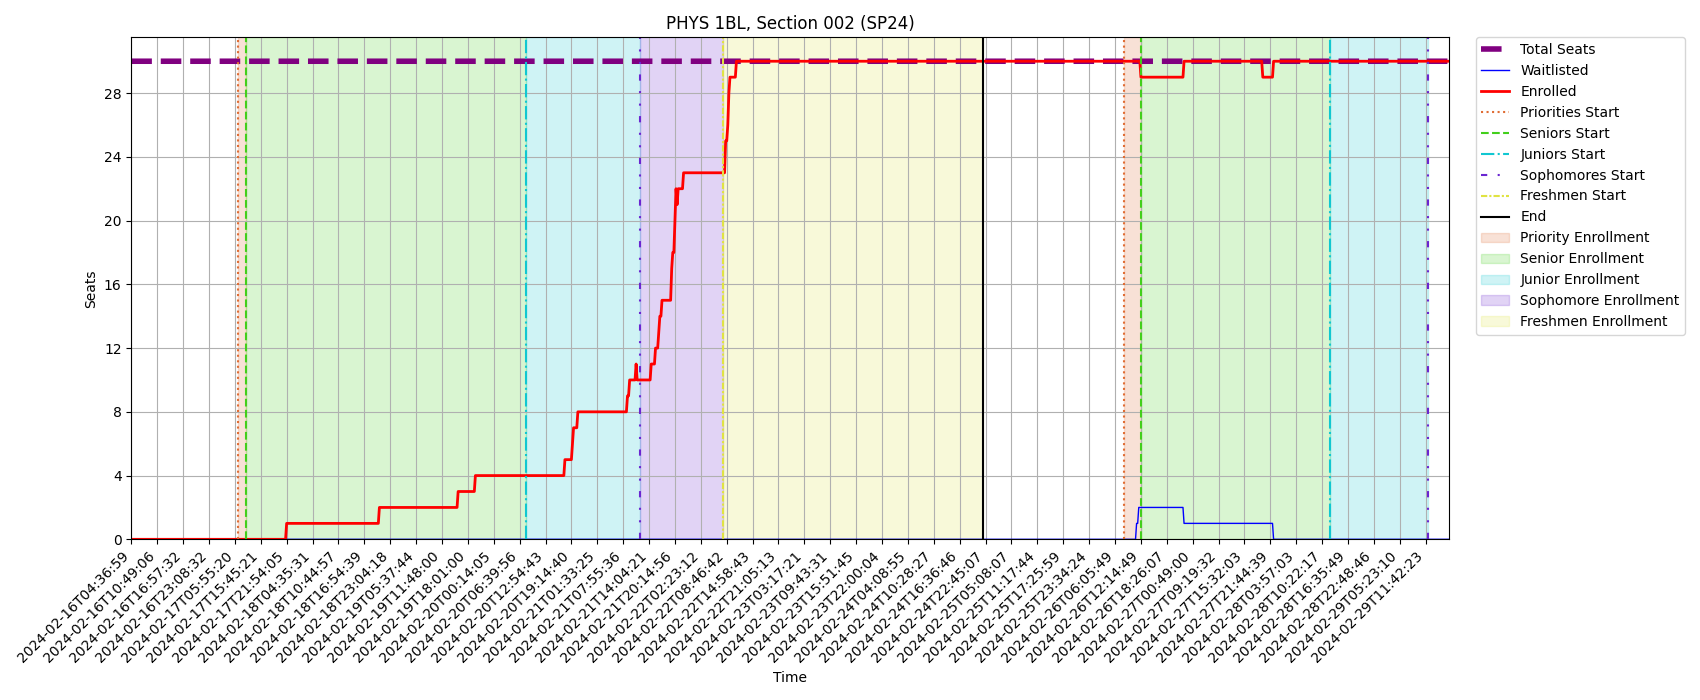 PHYS 1BL, Section 002 (SP24)
Seats
28
24
20
16
12
8
4
0
2024-02-16T04:36:59
2024-02-16T10:49:06
2024-02-16T16:57:32
2024-02-16T23:08:32
2024-02-17T05:55:20
2024-02-17T15:45:21
2024-02-17T21:54:05
2024-02-18T04:35:31
2024-02-18T10:44:57
2024-02-18T16:54:39
2024-02-18T23:04:18
2024-02-19T05:37:44
2024-02-19T11:48:00
2024-02-19T18:01:00
2024-02-20T00:14:05
2024-02-20T06:39:56
2024-02-20T12:54:43
2024-02-20T19:14:40
2024-02-21T01:33:25
2024-02-21T07:55:36
2024-02-21T14:04:21
2024-02-21T20:14:56
2024-02-22T02:23:12
2024-02-22T08:46:42
2024-02-22T14:58:43
2024-02-22T21:05:13
2024-02-23T03:17:21
2024-02-23T09:43:31
2024-02-23T15:51:45
2024-02-23T22:00:04
2024-02-24T04:08:55
2024-02-24T10:28:27
2024-02-24T16:36:46
2024-02-24T22:45:07
2024-02-25T05:08:07
2024-02-25T11:17:44
2024-02-25T17:25:59
2024-02-25T23:34:24
2024-02-26T06:05:49
2024-02-26T12:14:49
2024-02-26T18:26:07
2024-02-27T00:49:00
2024-02-27T09:19:32
2024-02-27T15:32:03
2024-02-27T21:44:39
2024-02-28T03:57:03
2024-02-28T10:22:17
2024-02-28T16:35:49
2024-02-28T22:48:46
2024-02-29T05:23:10
2024-02-29T11:42:23
Time
Total Seats
Waitlisted
Enrolled
Priorities Start
Seniors Start
Juniors Start
Sophomores Start
Freshmen Start
End
Priority Enrollment
Senior Enrollment
Junior Enrollment
Sophomore Enrollment
Freshmen Enrollment